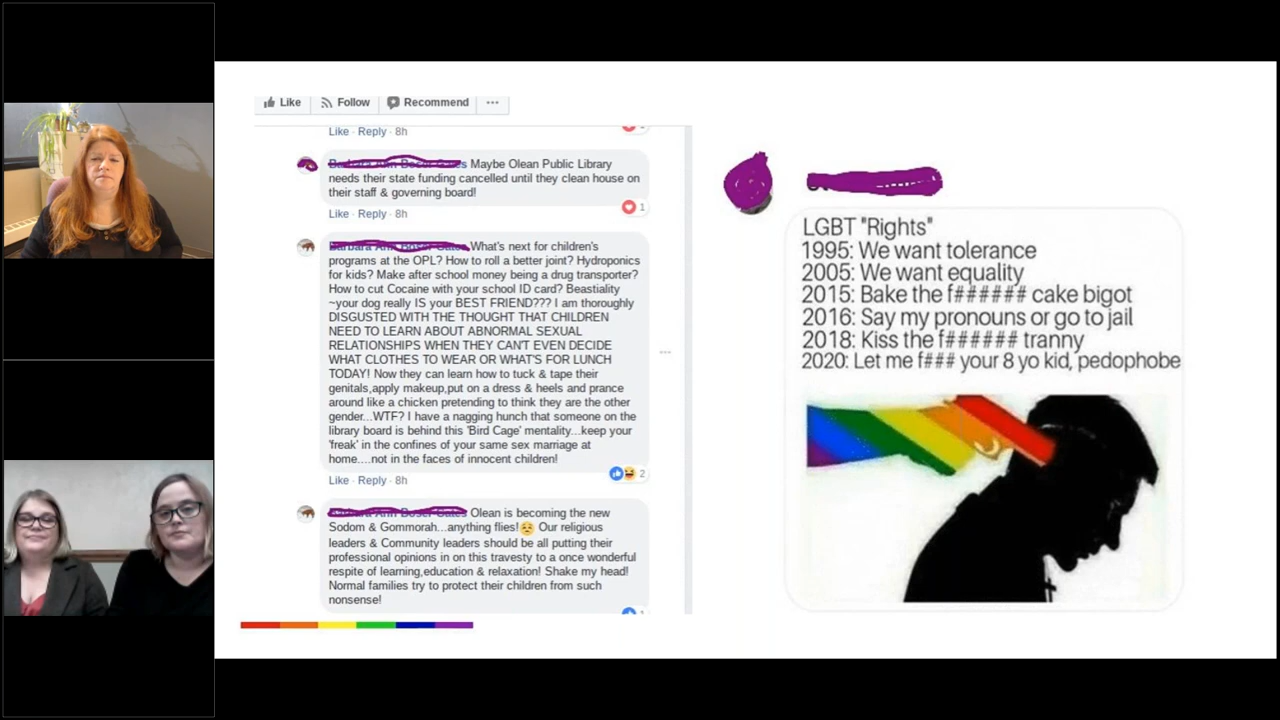 Like Follow Recommend ...
Like · Reply · 8h
Maybe Olean Public Library
needs their state funding cancelled until they clean house on
their staff & governing board!
Like · Reply · 8h 1
What's next for children's
programs at the OPL? How to roll a better joint? Hydroponics
for kids? Make after school money being a drug transporter?
How to cut Cocaine with your school ID card? Beastiality
~your dog really IS your BEST FRIEND??? I am thoroughly
DISGUSTED WITH THE THOUGHT THAT CHILDREN
NEED TO LEARN ABOUT ABNORMAL SEXUAL
RELATIONSHIPS WHEN THEY CAN'T EVEN DECIDE
WHAT CLOTHES TO WEAR OR WHAT'S FOR LUNCH
TODAY! Now they can learn how to tuck & tape their
genitals,apply makeup,put on a dress & heels and prance
around like a chicken pretending to think they are the other
gender...WTF? I have a nagging hunch that someone on the
library board is behind this 'Bird Cage' mentality...keep your
'freak' in the confines of your same sex marriage at
home....not in the faces of innocent children!
Like · Reply · 8h 2
Olean is becoming the new
Sodom & Gommorah...anything flies!😒 Our religious
leaders & Community leaders should be all putting their
professional opinions in on this travesty to a once wonderful
respite of learning,education & relaxation! Shake my head!
Normal families try to protect their children from such
nonsense!
LGBT "Rights"
1995: We want tolerance
2005: We want equality
2015: Bake the f###### cake bigot
2016: Say my pronouns or go to jail
2018: Kiss the f###### tranny
2020: Let me f### your 8 yo kid, pedophobe